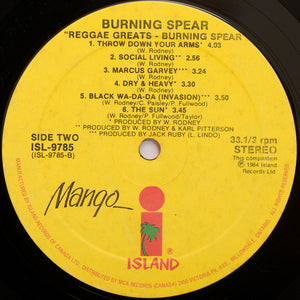 BURNING SPEAR
"REGGAE GREATS - BURNING SPEAR"
1. THROW DOWN YOUR ARMS* 4.03
(W. Rodney)
2. SOCIAL LIVING** 2.56
(W. Rodney)
3. MARCUS GARVEY*** 3.24
(W. Rodney)
4. DRY & HEAVY* 3.30
(W. Rodney)
5. BLACK WA-DA-DA (INVASION)*** 3.50
(W. Rodney/C. Paisley/P. Fullwood)
6. THE SUN* 3.45
(W. Rodney/P. Fullwood/Taylor)
*PRODUCED BY W. RODNEY
**PRODUCED BY W. RODNEY & KARL PITTERSON
***PRODUCED BY JACK RUBY (L. LINDO)
SIDE TWO
ISL-9785
(ISL-9785-B)
33.1/3 rpm
STEREO
This compilation
℗ 1984 Island
Records Ltd
Mango
i
ISLAND